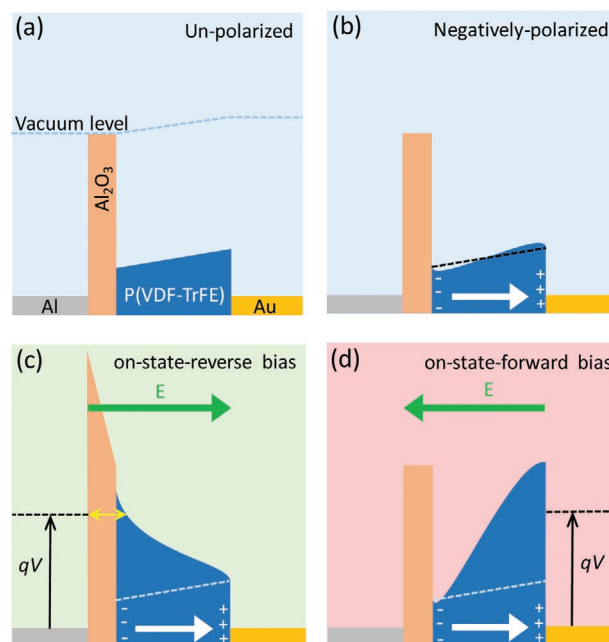 (a) Un-polarized
Vacuum level
Al₂O₃
P(VDF-TrFE)
Al
Au
(b) Negatively-polarized
- + 
- +
- +
(c) on-state-reverse bias
E
qV
- +
- +
- +
(d) on-state-forward bias
E
qV
- +
- +
- +